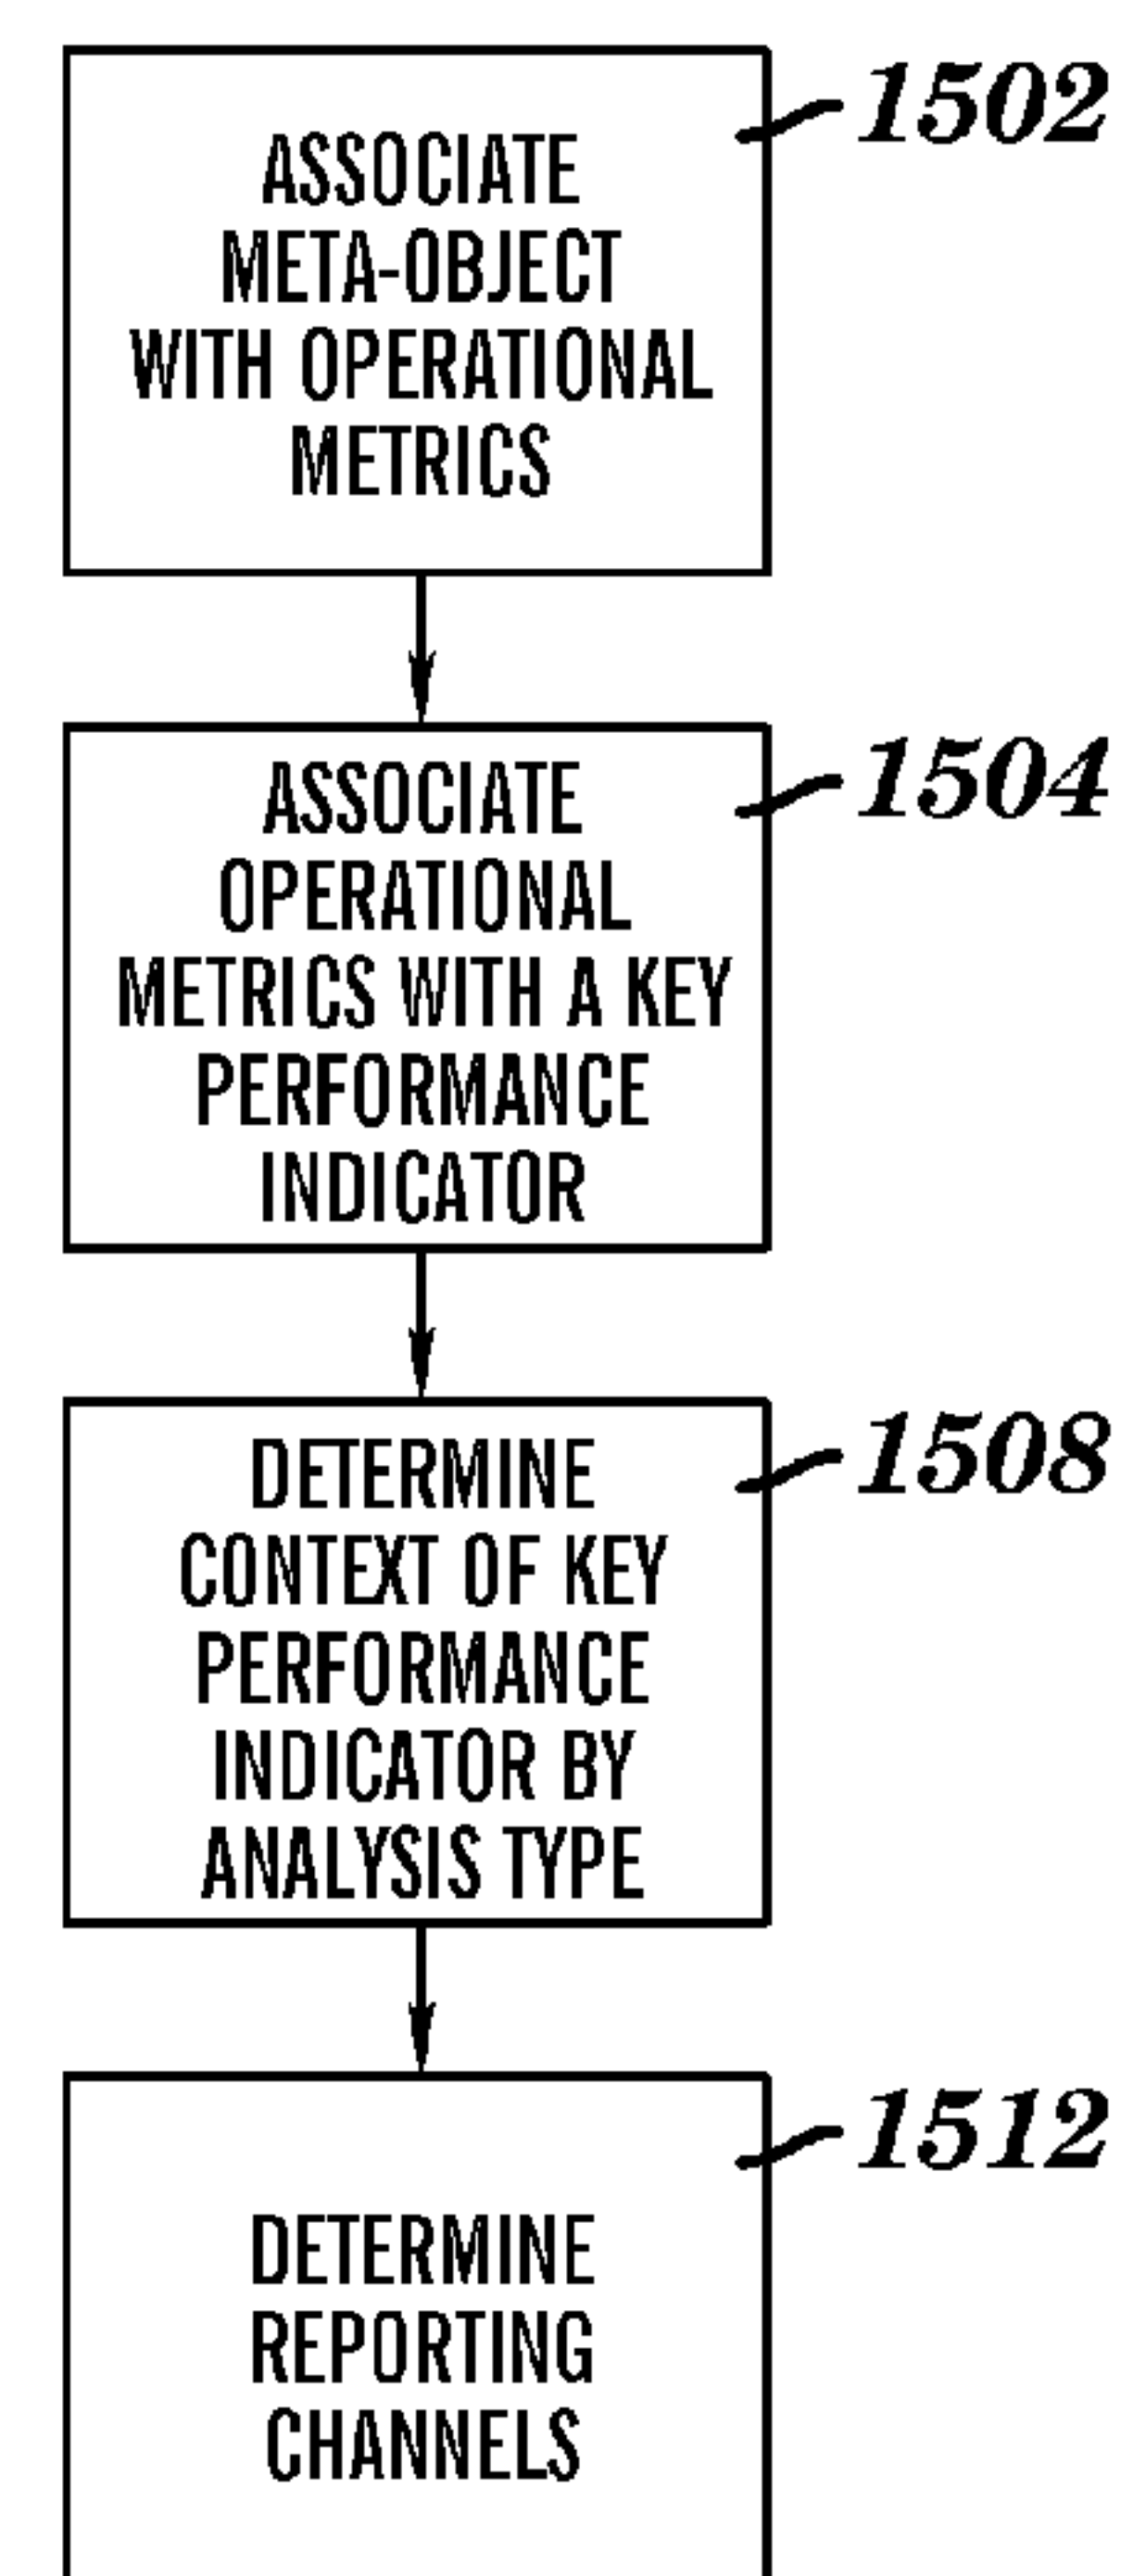 1502
ASSOCIATE
META-OBJECT
WITH OPERATIONAL
METRICS
1504
ASSOCIATE
OPERATIONAL
METRICS WITH A KEY
PERFORMANCE
INDICATOR
1508
DETERMINE
CONTEXT OF KEY
PERFORMANCE
INDICATOR BY
ANALYSIS TYPE
1512
DETERMINE
REPORTING
CHANNELS